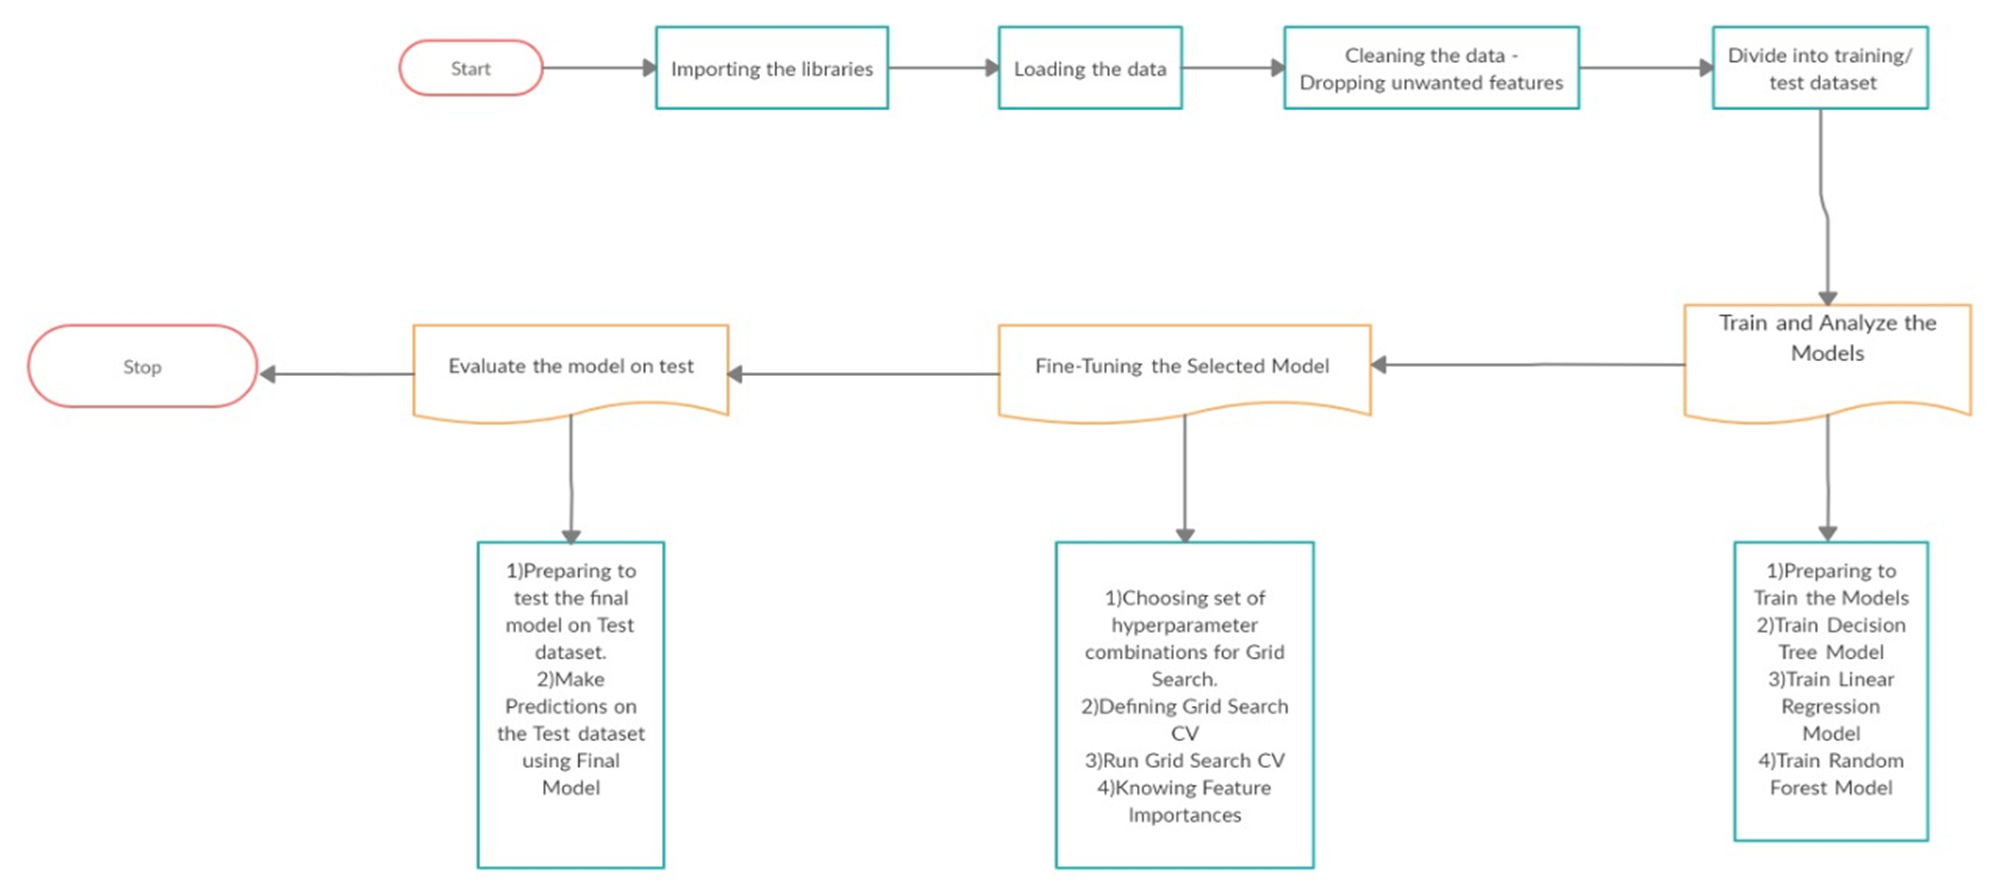 Start
Importing the libraries
Loading the data
Cleaning the data -
Dropping unwanted features
Divide into training/
test dataset
Train and Analyze the
Models
Fine-Tuning the Selected Model
Evaluate the model on test
Stop
1)Preparing to
test the final
model on Test
dataset.
2)Make
Predictions on
the Test dataset
using Final
Model
1)Choosing set of
hyperparameter
combinations for Grid
Search.
2)Defining Grid Search
CV
3)Run Grid Search CV
4)Knowing Feature
Importances
1)Preparing to
Train the Models
2)Train Decision
Tree Model
3)Train Linear
Regression
Model
4)Train Random
Forest Model